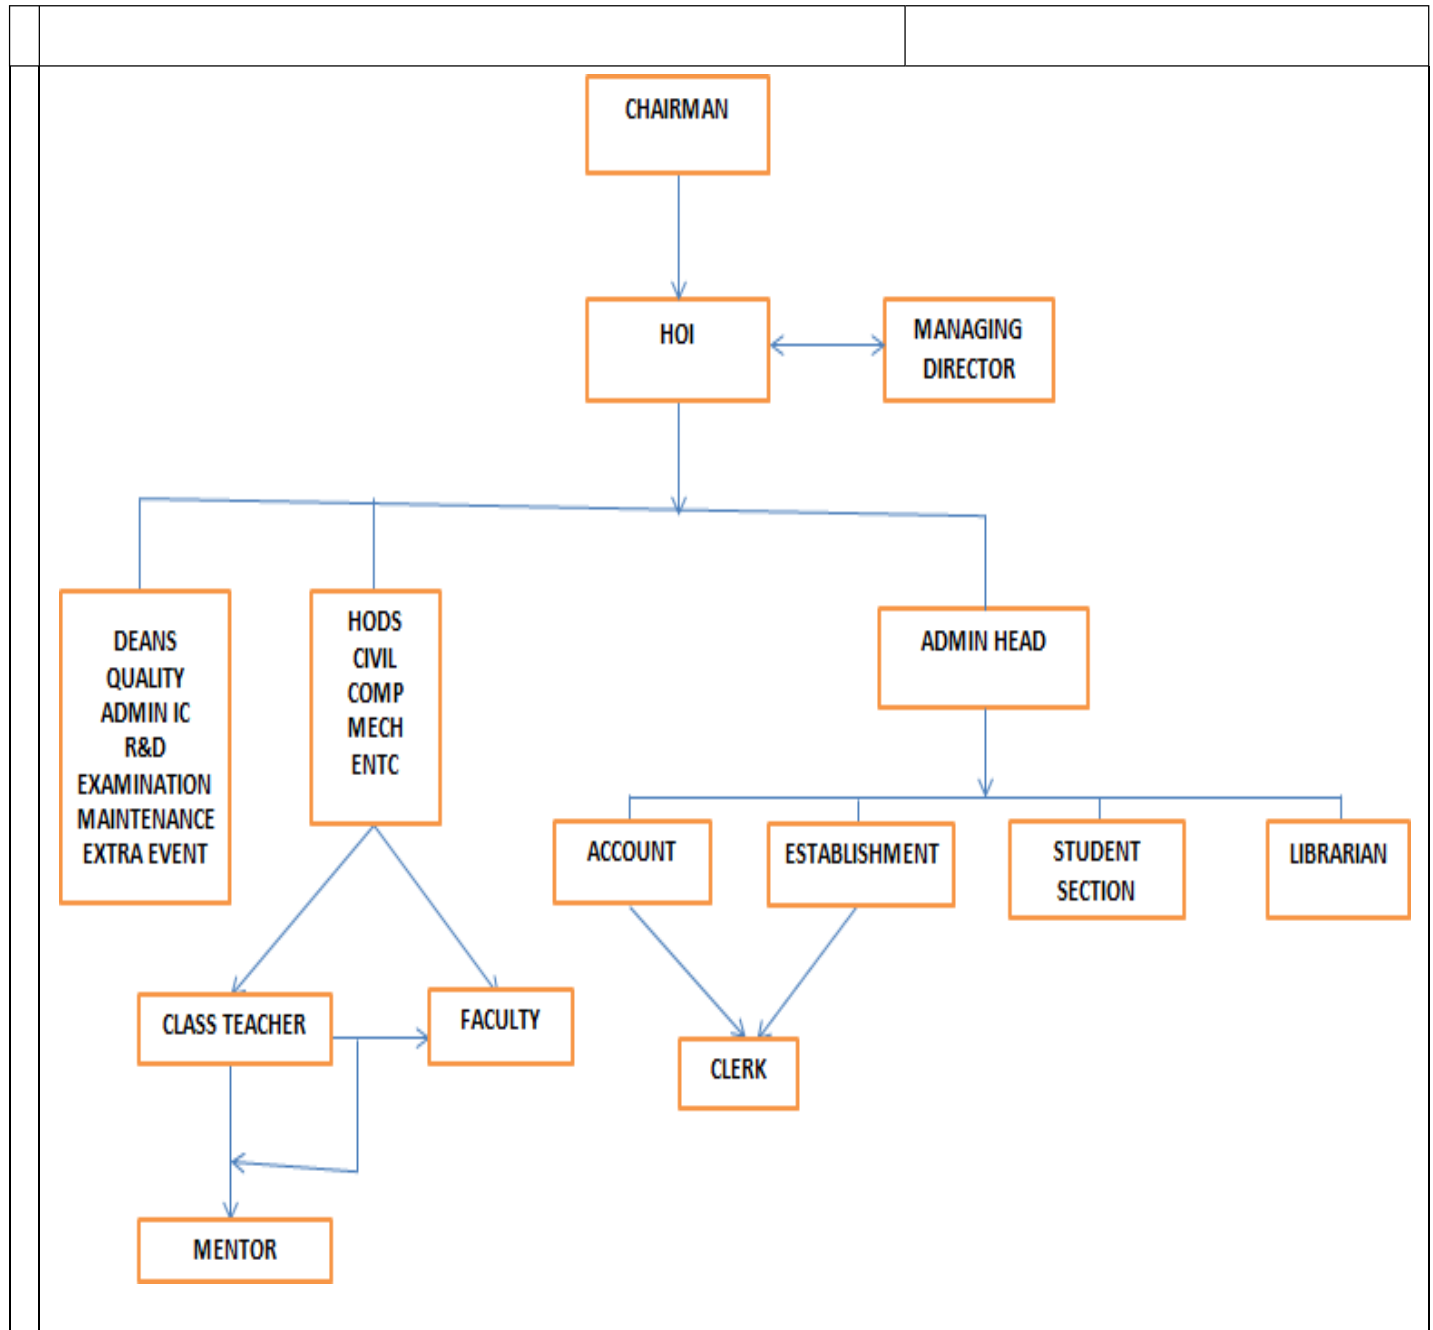 CHAIRMAN
HOI
MANAGING
DIRECTOR
DEANS
QUALITY
ADMIN IC
R&D
EXAMINATION
MAINTENANCE
EXTRA EVENT
HODS
CIVIL
COMP
MECH
ENTC
ADMIN HEAD
ACCOUNT
ESTABLISHMENT
STUDENT
SECTION
LIBRARIAN
CLASS TEACHER
FACULTY
CLERK
MENTOR